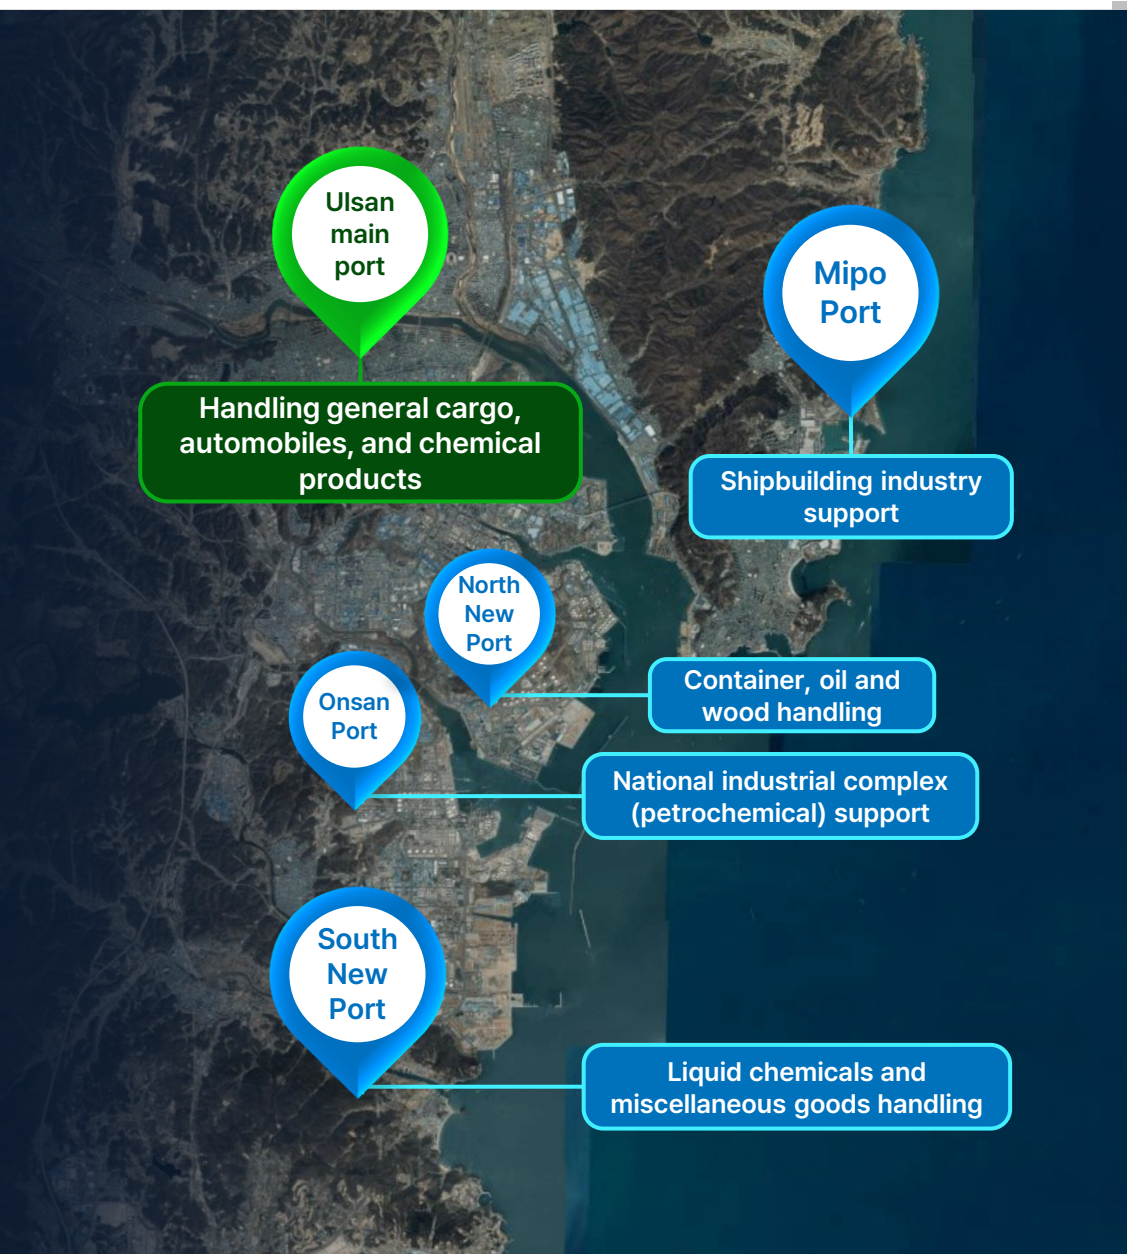 Ulsan
main
port
Handling general cargo,
automobiles, and chemical
products
Mipo
Port
Shipbuilding industry
support
North
New
Port
Container, oil and
wood handling
Onsan
Port
National industrial complex
(petrochemical) support
South
New
Port
Liquid chemicals and
miscellaneous goods handling